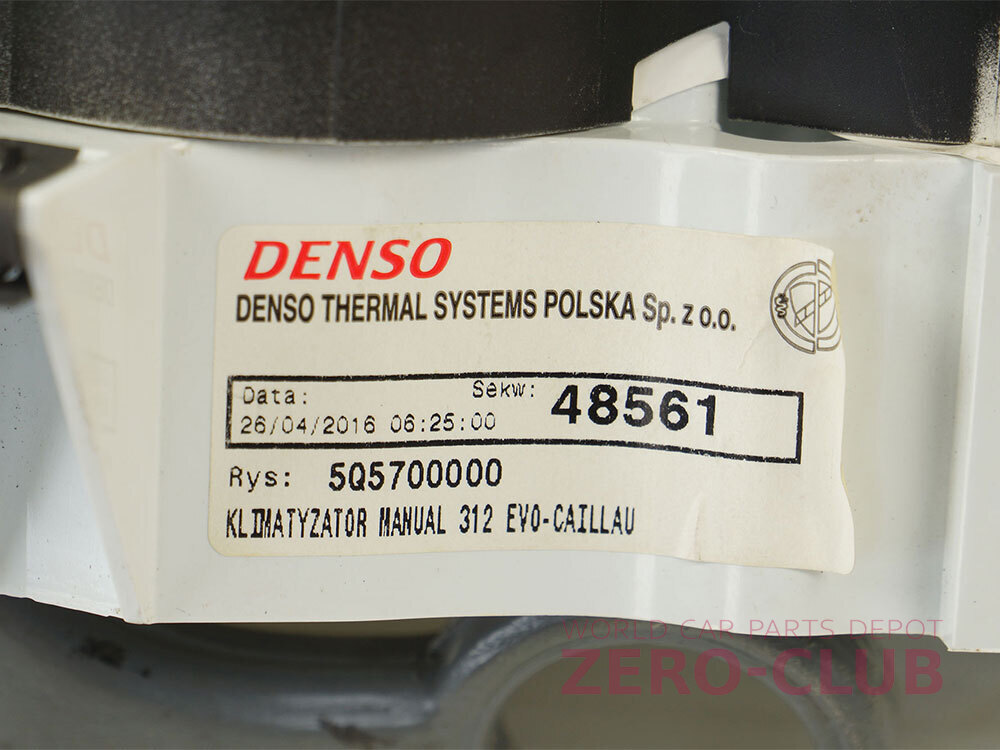 DENSO
DENSO THERMAL SYSTEMS POLSKA Sp. z o.o.
Data: Sekw: 48561
26/04/2016 06:25:00
Rys: 5Q5700000
KLIMATYZATOR MANUAL 312 EVO-CAILLAU
WORLD CAR PARTS DEPOT
ZERO-CLUB